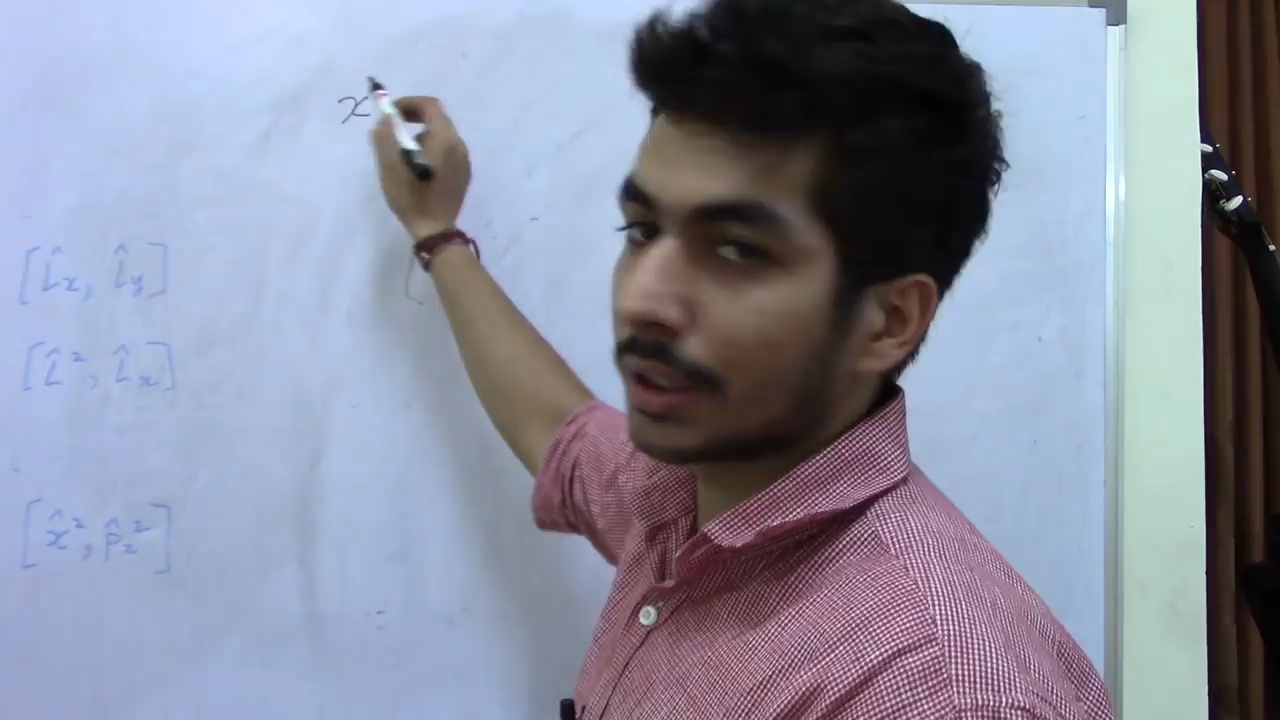 x
[L̂x, L̂y]
[L̂², L̂x]
[x̂², p̂x²]